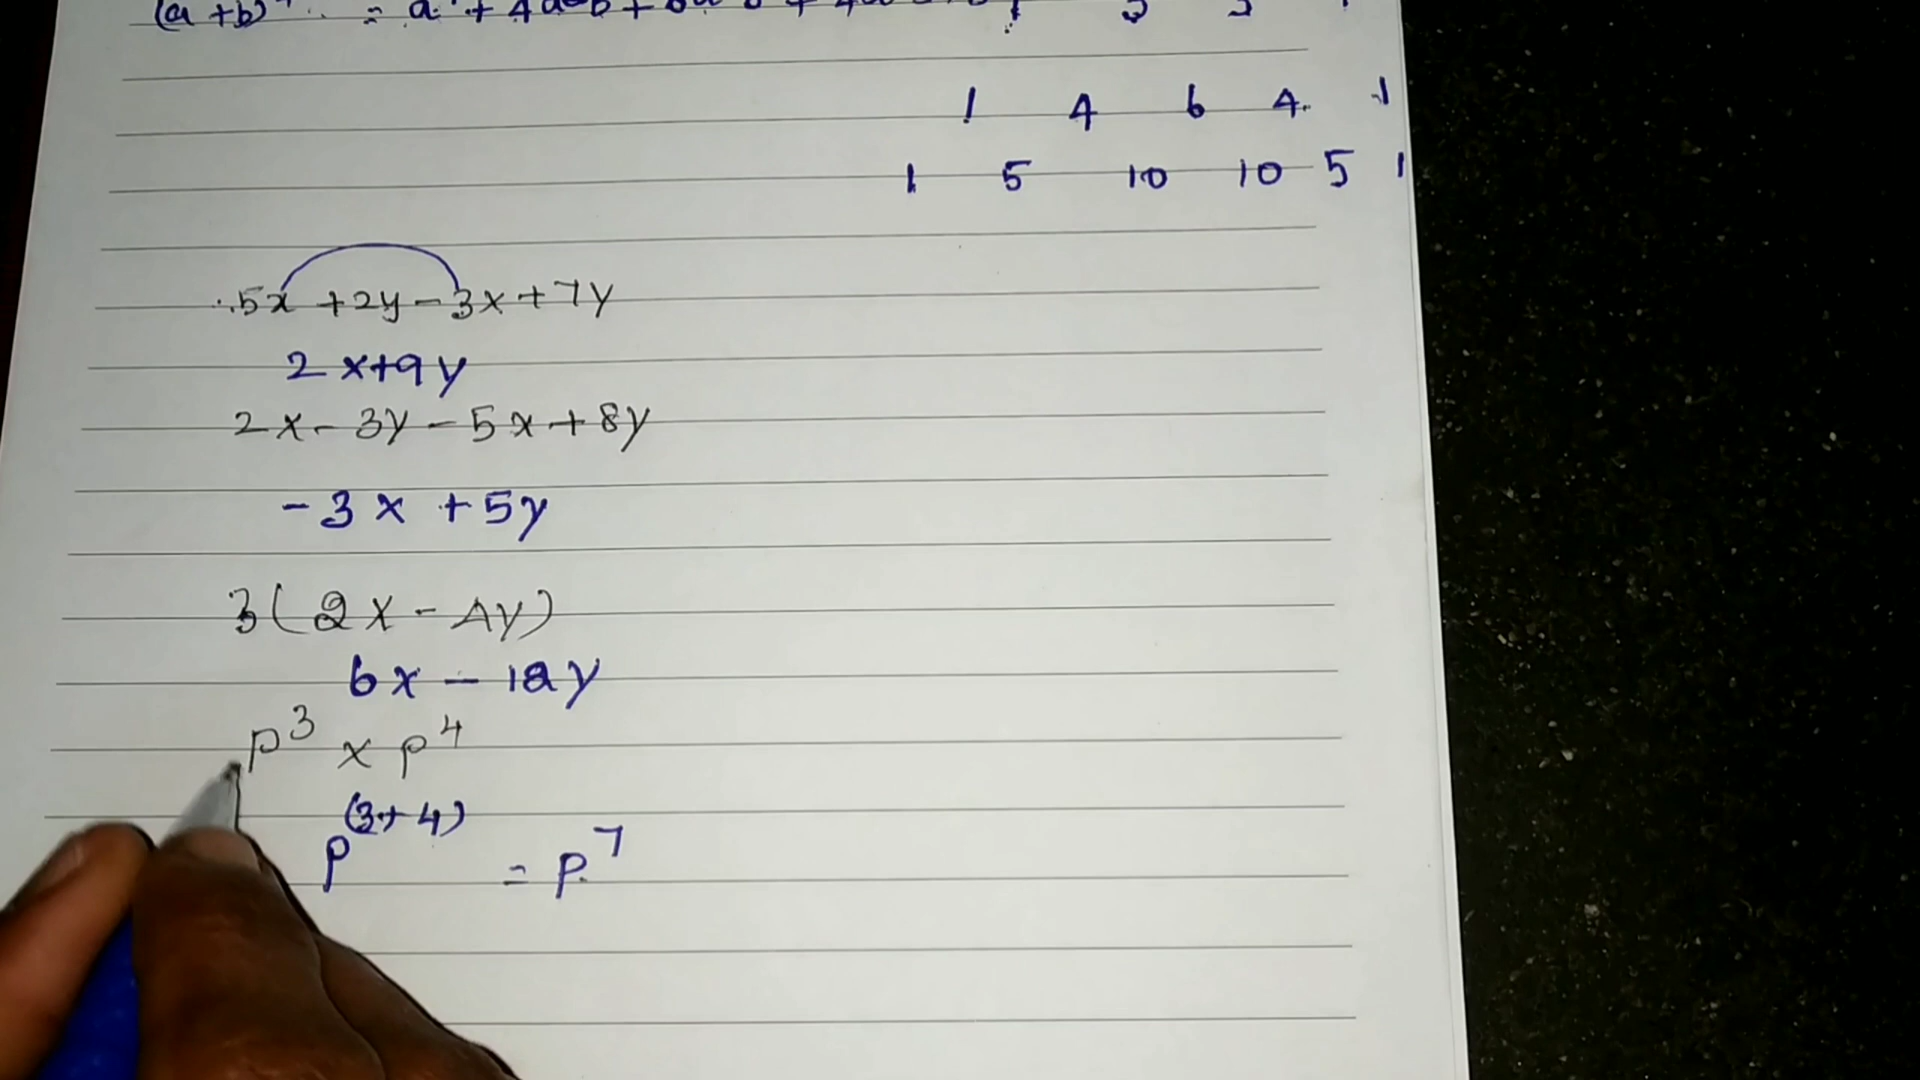 (a+b)
1 4 6 4 1
1 5 10 10 5 1
5x +2y-3x+7y
2x+9y
2x-3y-5x+8y
-3x +5y
3(2x-4y)
6x-12y
p³ x p⁴
p⁽³⁺⁴⁾ = p⁷